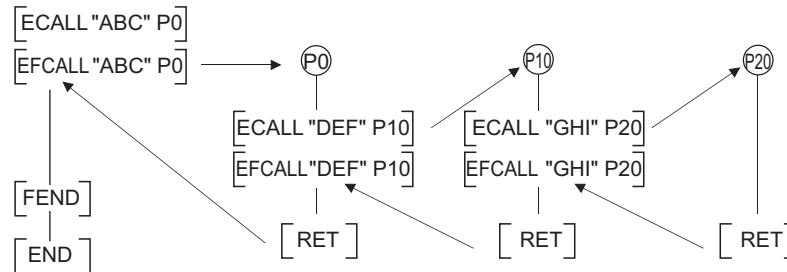 [ECALL "ABC" P0]
[EFCALL "ABC" P0]
[FEND]
[END]
P0
[ECALL "DEF" P10]
[EFCALL"DEF" P10]
[RET]
P10
[ECALL "GHI" P20]
[EFCALL "GHI" P20]
[RET]
P20
[RET]